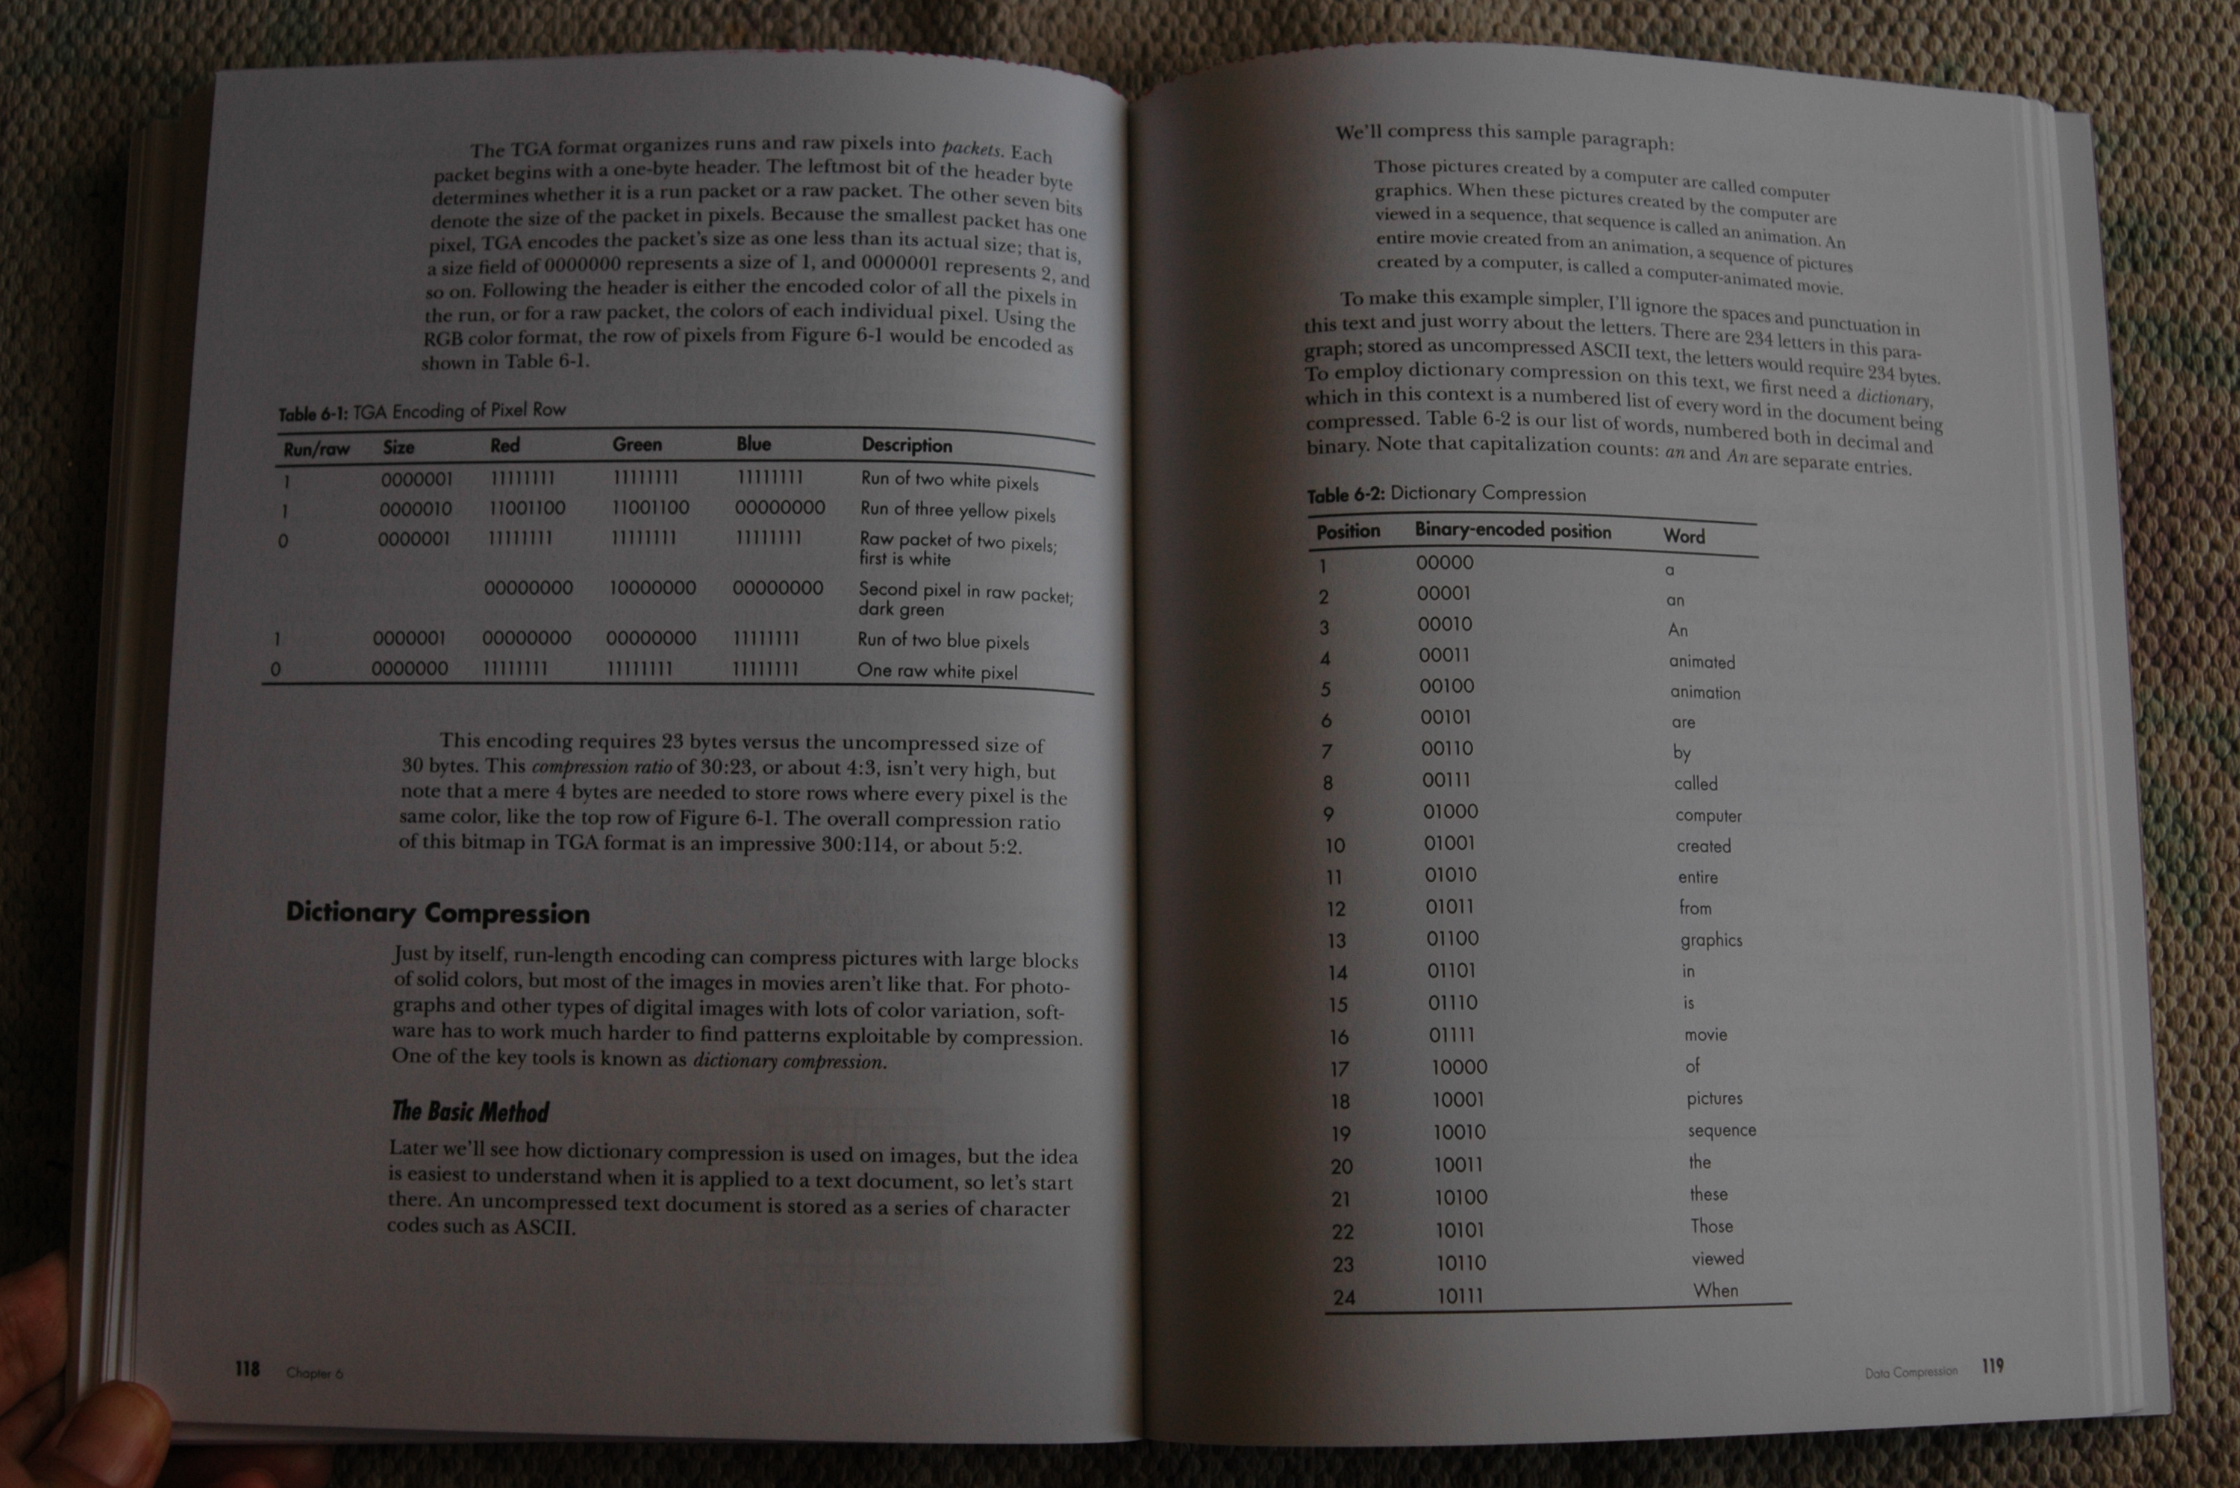 The TGA format organizes runs and raw pixels into packets. Each
packet begins with a one-byte header. The leftmost bit of the header byte
determines whether it is a run packet or a raw packet. The other seven bits
denote the size of the packet in pixels. Because the smallest packet has one
pixel, TGA encodes the packet's size as one less than its actual size; that is,
a size field of 0000000 represents a size of 1, and 0000001 represents 2, and
so on. Following the header is either the encoded color of all the pixels in
the run, or for a raw packet, the colors of each individual pixel. Using the
RGB color format, the row of pixels from Figure 6-1 would be encoded as
shown in Table 6-1.
Table 6-1: TGA Encoding of Pixel Row
Run/raw Size Red Green Blue Description
1 0000001 11111111 11111111 11111111 Run of two white pixels
1 0000010 11001100 11001100 00000000 Run of three yellow pixels
0 0000001 11111111 11111111 11111111 Raw packet of two pixels;
first is white
00000000 10000000 00000000 Second pixel in raw packet;
dark green
1 0000001 00000000 00000000 11111111 Run of two blue pixels
0 0000000 11111111 11111111 11111111 One raw white pixel
This encoding requires 23 bytes versus the uncompressed size of
30 bytes. This compression ratio of 30:23, or about 4:3, isn't very high, but
note that a mere 4 bytes are needed to store rows where every pixel is the
same color, like the top row of Figure 6-1. The overall compression ratio
of this bitmap in TGA format is an impressive 300:114, or about 5:2.
Dictionary Compression
Just by itself, run-length encoding can compress pictures with large blocks
of solid colors, but most of the images in movies aren't like that. For photo-
graphs and other types of digital images with lots of color variation, soft-
ware has to work much harder to find patterns exploitable by compression.
One of the key tools is known as dictionary compression.
The Basic Method
Later we'll see how dictionary compression is used on images, but the idea
is easiest to understand when it is applied to a text document, so let's start
there. An uncompressed text document is stored as a series of character
codes such as ASCII.
118 Chapter 6
We'll compress this sample paragraph:
Those pictures created by a computer are called computer
graphics. When these pictures created by the computer are
viewed in a sequence, that sequence is called an animation. An
entire movie created from an animation, a sequence of pictures
created by a computer, is called a computer-animated movie.
To make this example simpler, I'll ignore the spaces and punctuation in
this text and just worry about the letters. There are 234 letters in this para-
graph; stored as uncompressed ASCII text, the letters would require 234 bytes.
To employ dictionary compression on this text, we first need a dictionary,
which in this context is a numbered list of every word in the document being
compressed. Table 6-2 is our list of words, numbered both in decimal and
binary. Note that capitalization counts: an and An are separate entries.
Table 6-2: Dictionary Compression
Position Binary-encoded position Word
1 00000 a
2 00001 an
3 00010 An
4 00011 animated
5 00100 animation
6 00101 are
7 00110 by
8 00111 called
9 01000 computer
10 01001 created
11 01010 entire
12 01011 from
13 01100 graphics
14 01101 in
15 01110 is
16 01111 movie
17 10000 of
18 10001 pictures
19 10010 sequence
20 10011 the
21 10100 these
22 10101 Those
23 10110 viewed
24 10111 When
Data Compression 119